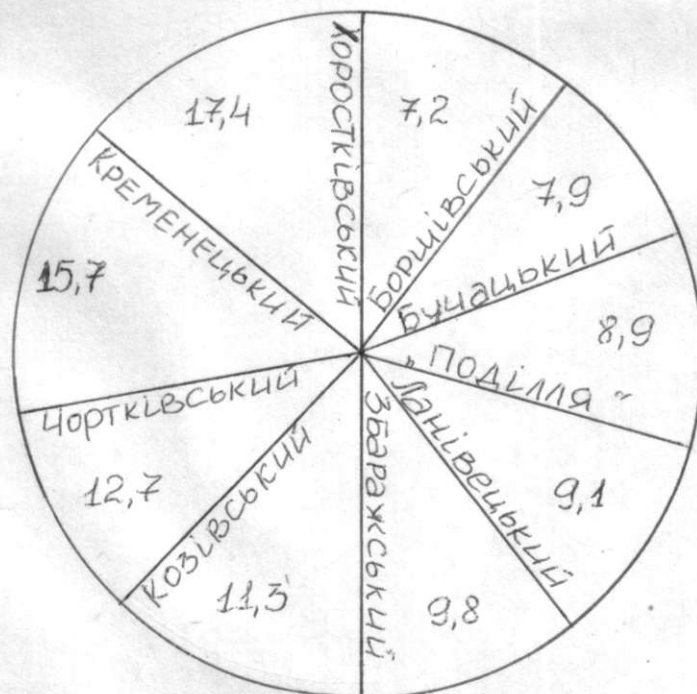 Хоростківський
7,2
Борщівський
7,9
Бучацький
8,9
„Поділля“
Ланівецький
9,1
9,8
Збаражський
11,3
Козівський
12,7
Чортківський
15,7
Кременецький
17,4